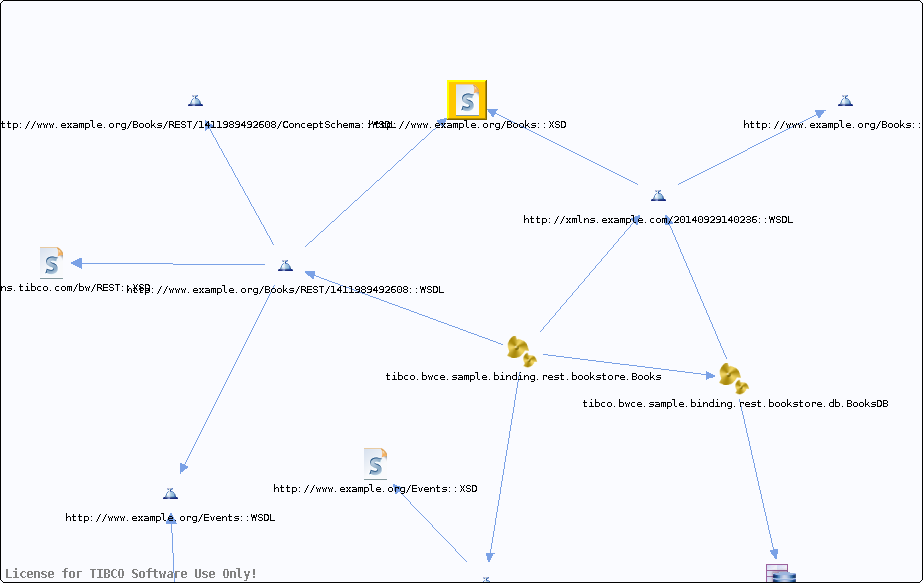 ttp://www.example.org/Books/REST/1411989492608/ConceptSchema::WSDL
http://www.example.org/Books::XSD
http://www.example.org/Books::
http://xmlns.example.com/20140929140236::WSDL
ns.tibco.com/bw/REST::XSD
http://www.example.org/Books/REST/1411989492608::WSDL
tibco.bwce.sample.binding.rest.bookstore.Books
tibco.bwce.sample.binding.rest.bookstore.db.BooksDB
http://www.example.org/Events::XSD
http://www.example.org/Events::WSDL
License for TIBCO Software Use Only!